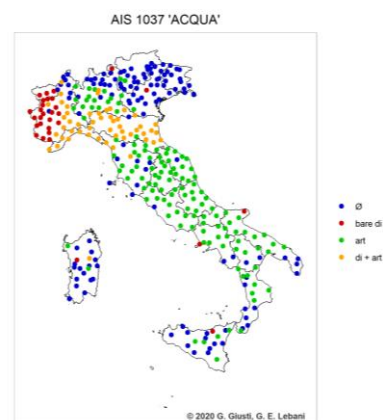 AIS 1037 'ACQUA'
Ø
bare di
art
di + art
© 2020 G. Giusti, G. E. Lebani